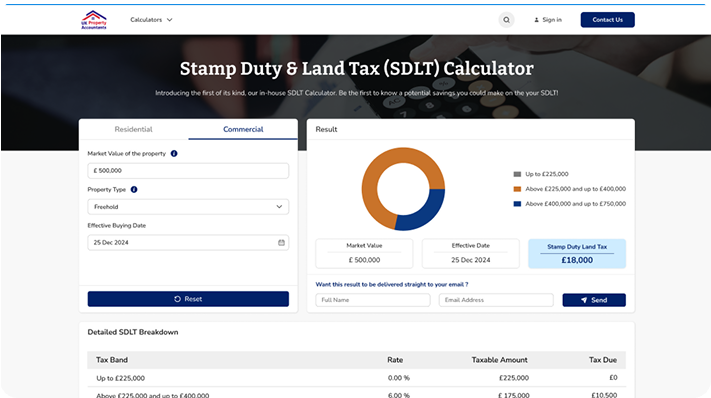 UK Property
Accountants
Calculators
Sign in
Contact Us
Stamp Duty & Land Tax (SDLT) Calculator
Introducing the first of its kind, our in-house SDLT Calculator. Be the first to know a potential savings you could make on the your SDLT!
Residential
Commercial
Market Value of the property
£ 500,000
Property Type
Freehold
Effective Buying Date
25 Dec 2024
Reset
Result
Up to £225,000
Above £225,000 and up to £400,000
Above £400,000 and up to £750,000
Market Value
£ 500,000
Effective Date
25 Dec 2024
Stamp Duty Land Tax
£18,000
Want this result to be delivered straight to your email ?
Full Name
Email Address
Send
Detailed SDLT Breakdown
Tax Band Rate Taxable Amount Tax Due
Up to £225,000 0.00 % £225,000 £0
Above £225,000 and up to £400,000 6.00 % £ 175,000 £10,500